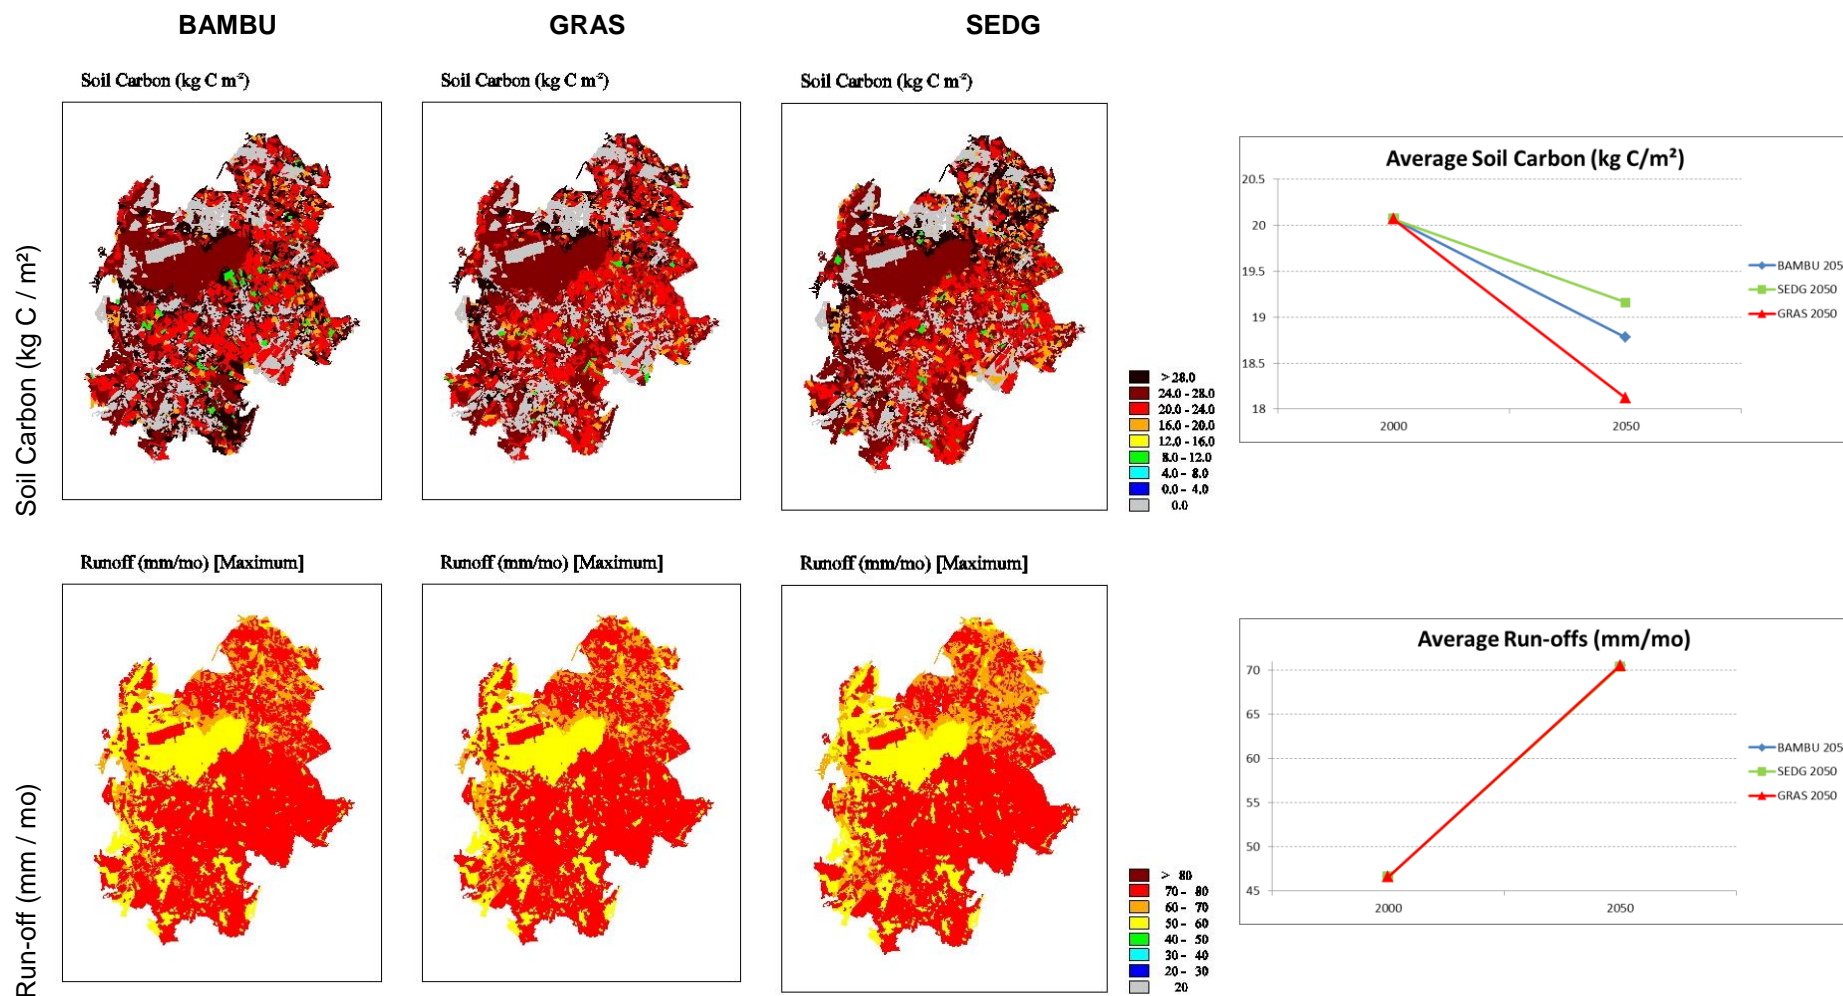 BAMBU
GRAS
SEDG
Soil Carbon (kg C / m²)
Soil Carbon (kg C m⁻²)
Soil Carbon (kg C m⁻²)
Soil Carbon (kg C m⁻²)
> 28.0
24.0 - 28.0
20.0 - 24.0
16.0 - 20.0
12.0 - 16.0
8.0 - 12.0
4.0 - 8.0
0.0 - 4.0
0.0
Average Soil Carbon (kg C/m²)
20.5
20
19.5
19
18.5
18
2000
2050
BAMBU 205
SEDG 2050
GRAS 2050
Run-off (mm / mo)
Runoff (mm/mo) [Maximum]
Runoff (mm/mo) [Maximum]
Runoff (mm/mo) [Maximum]
> 80
70 - 80
60 - 70
50 - 60
40 - 50
30 - 40
20 - 30
20
Average Run-offs (mm/mo)
70
65
60
55
50
45
2000
2050
BAMBU 205
SEDG 2050
GRAS 2050